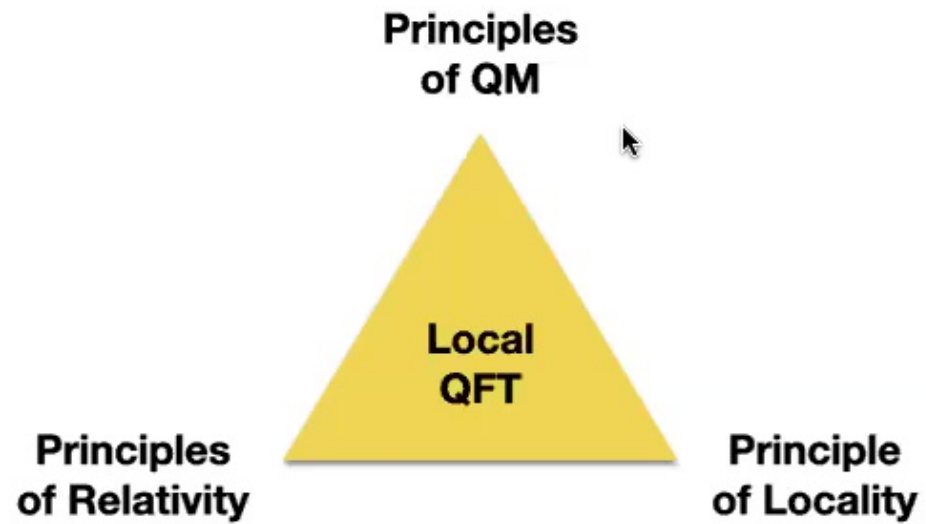 Principles
of QM
Local
QFT
Principles
of Relativity
Principle
of Locality